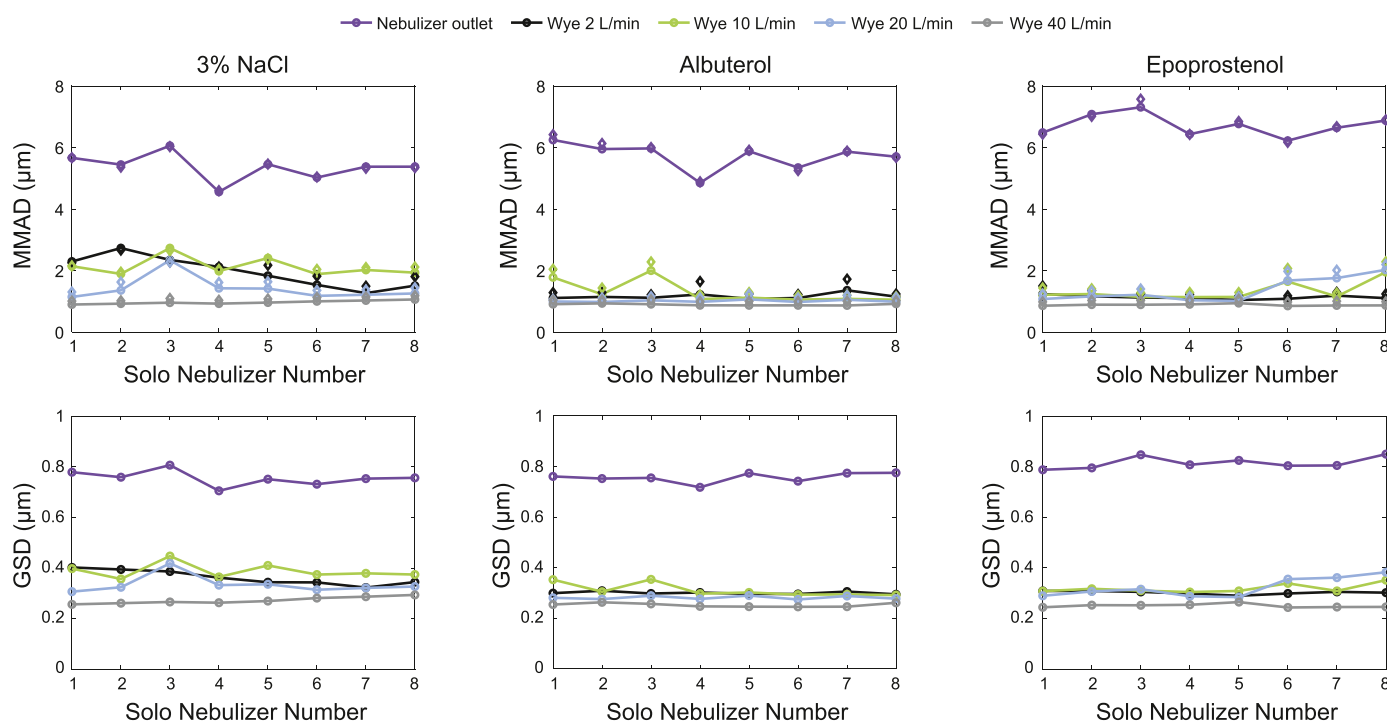 Nebulizer outlet Wye 2 L/min Wye 10 L/min Wye 20 L/min Wye 40 L/min
3% NaCl
8
6
4
2
0
MMAD (µm)
1 2 3 4 5 6 7 8
Solo Nebulizer Number
Albuterol
8
6
4
2
0
MMAD (µm)
1 2 3 4 5 6 7 8
Solo Nebulizer Number
Epoprostenol
8
6
4
2
0
MMAD (µm)
1 2 3 4 5 6 7 8
Solo Nebulizer Number
1
0.8
0.6
0.4
0.2
0
GSD (µm)
1 2 3 4 5 6 7 8
Solo Nebulizer Number
1
0.8
0.6
0.4
0.2
0
GSD (µm)
1 2 3 4 5 6 7 8
Solo Nebulizer Number
1
0.8
0.6
0.4
0.2
0
GSD (µm)
1 2 3 4 5 6 7 8
Solo Nebulizer Number